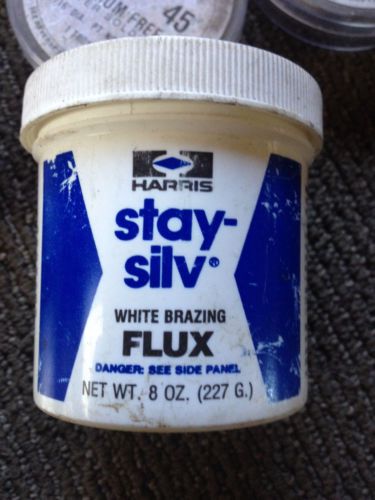 45
HARRIS
stay-
silv®
WHITE BRAZING
FLUX
DANGER: SEE SIDE PANEL
NET WT. 8 OZ. (227 G.)